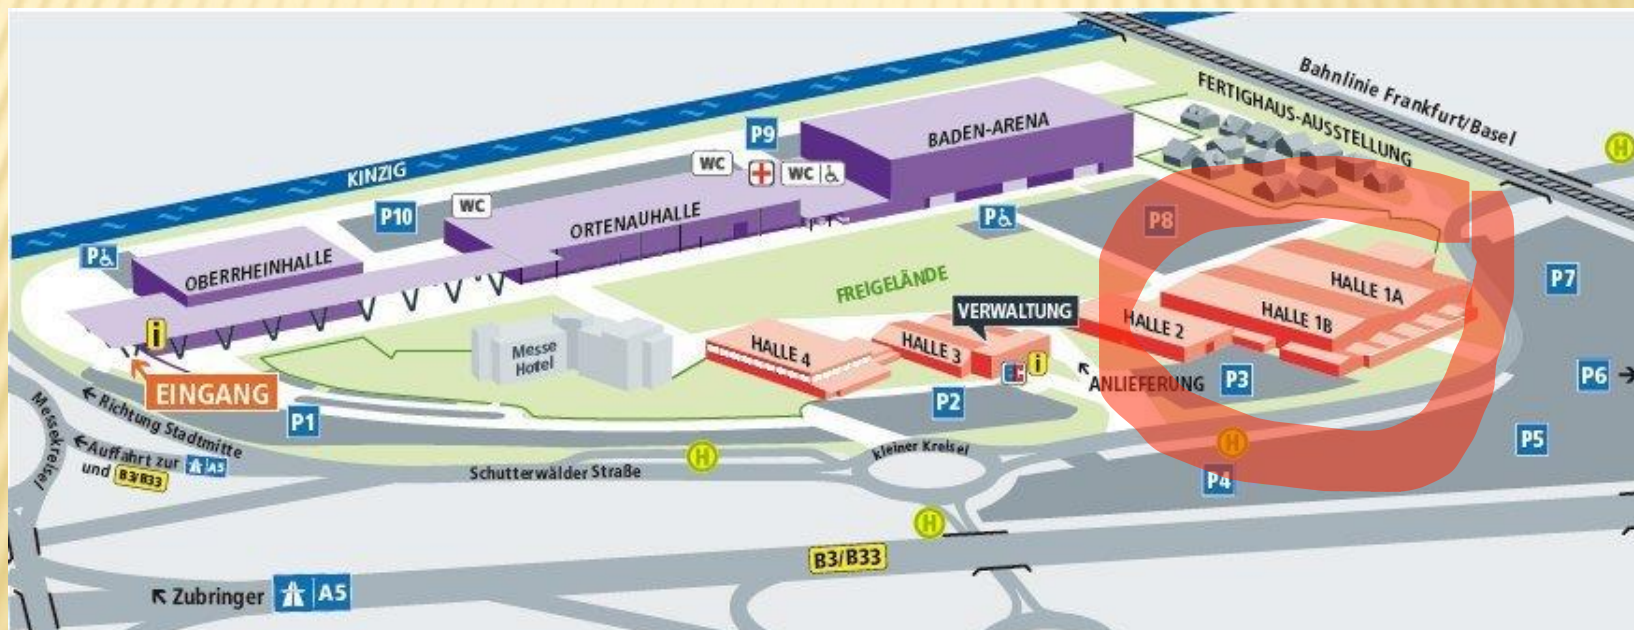 Bahnlinie Frankfurt/Basel
FERTIGHAUS-AUSSTELLUNG
H
KINZIG
P9
BADEN-ARENA
WC
WC
WC
P10
ORTENAUHALLE
P
P8
P
OBERRHEINHALLE
FREIGELÄNDE
HALLE 1A
P7
HALLE 1B
HALLE 2
VERWALTUNG
i
Messe
Hotel
HALLE 4
HALLE 3
EC
i
ANLIEFERUNG
P3
P6
EINGANG
P2
P1
Richtung Stadtmitte
Messekreisel
Auffahrt zur A5
und B3/B33
H
Schutterwälder Straße
kleiner Kreisel
H
P5
P4
H
B3/B33
Zubringer A5